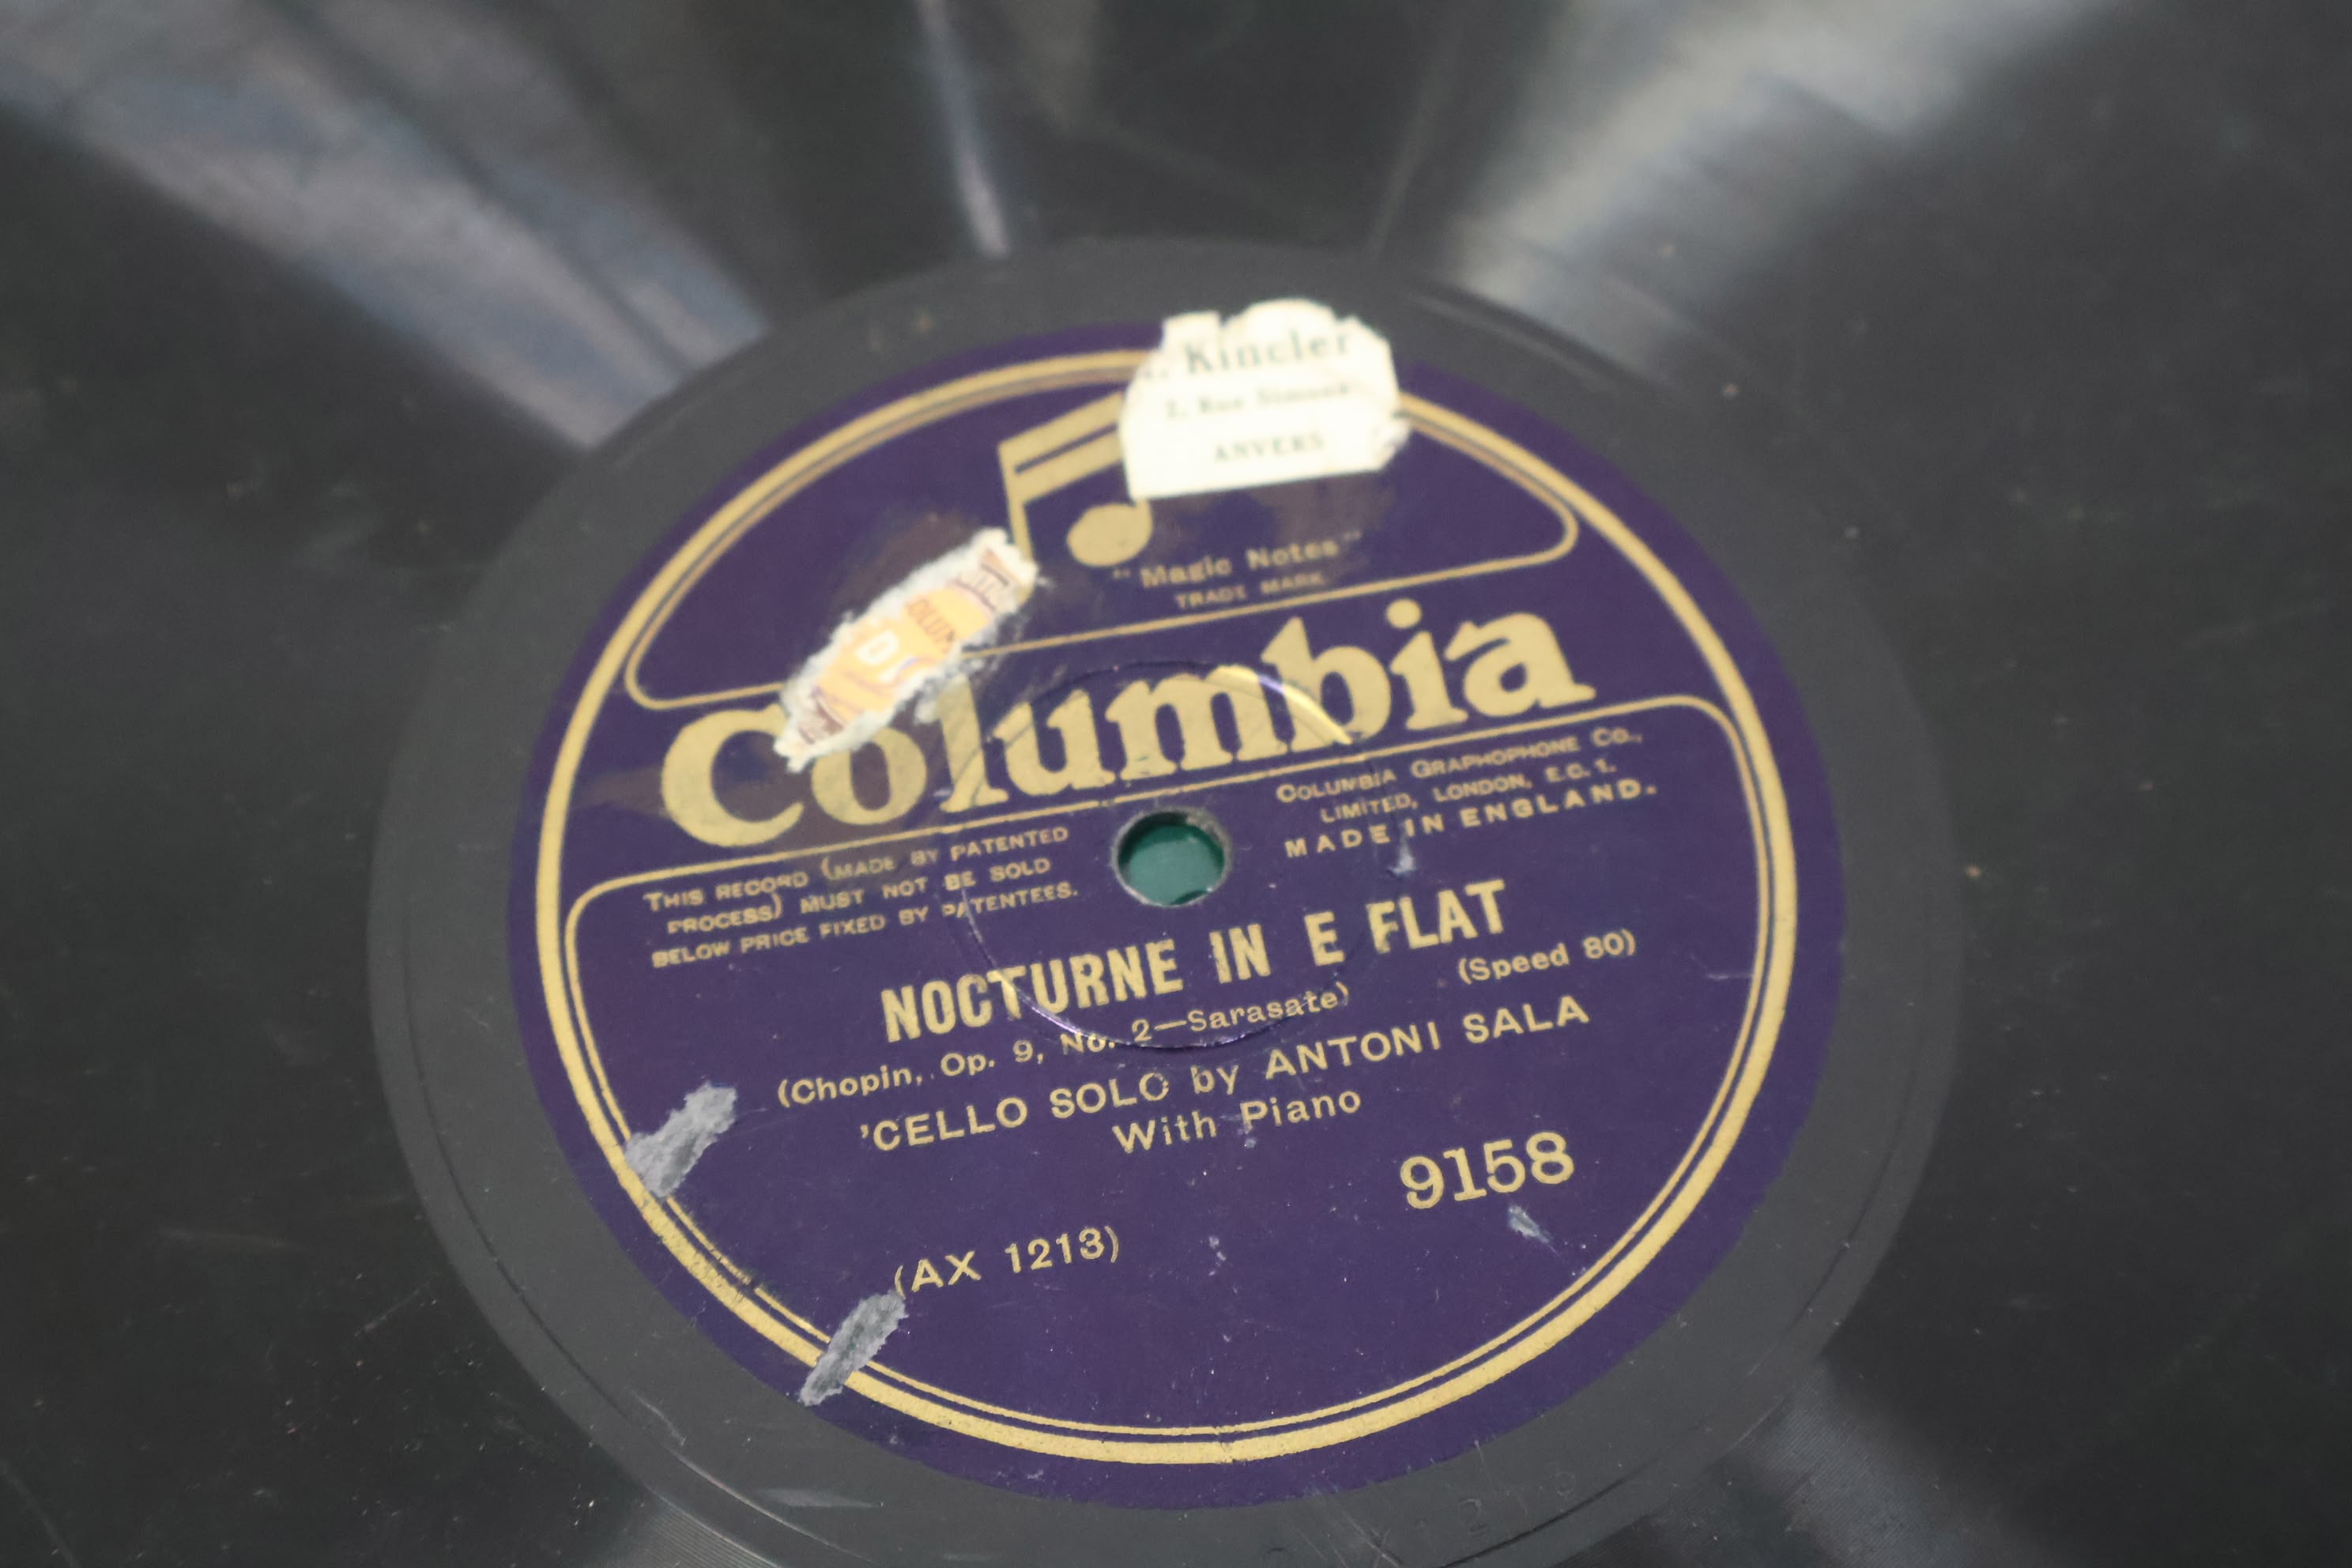 Kincler
ANVERS
"Magic Notes"
TRADE MARK
Columbia
THIS RECORD (MADE BY PATENTED
PROCESS) MUST NOT BE SOLD
BELOW PRICE FIXED BY PATENTEES.
COLUMBIA GRAPHOPHONE CO.,
LIMITED, LONDON, E.C.1.
MADE IN ENGLAND.
NOCTURNE IN E FLAT
(Speed 80)
(Chopin, Op. 9, No. 2—Sarasate)
'CELLO SOLO by ANTONI SALA
With Piano
9158
(AX 1213)